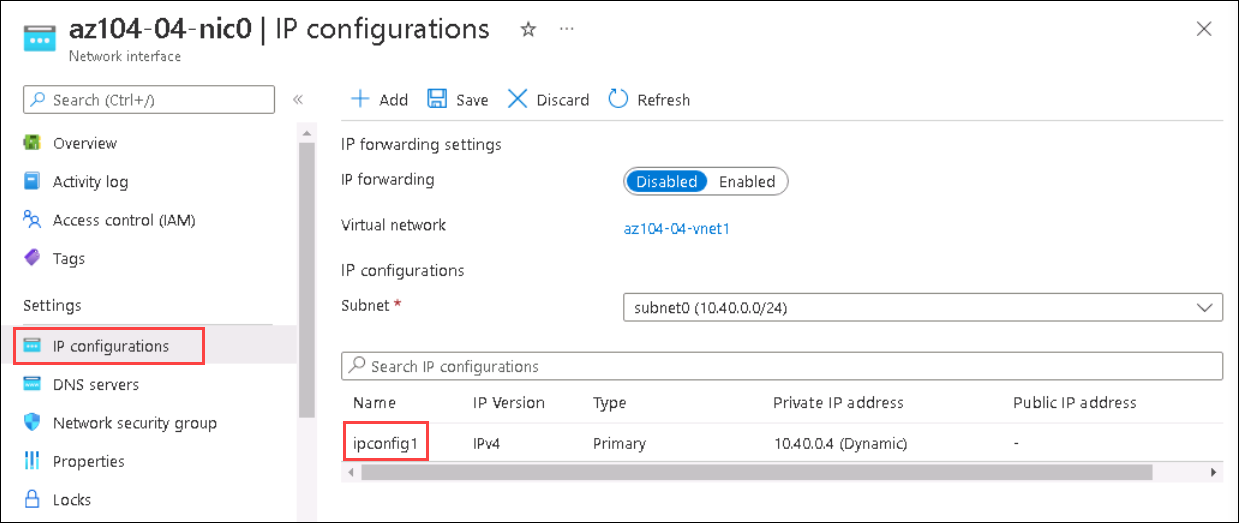 az104-04-nic0 | IP configurations ☆ ···
Network interface
Search (Ctrl+/) «
+ Add Save Discard Refresh
Overview
Activity log
Access control (IAM)
Tags
Settings
IP configurations
DNS servers
Network security group
Properties
Locks
IP forwarding settings
IP forwarding Disabled Enabled
Virtual network az104-04-vnet1
IP configurations
Subnet * subnet0 (10.40.0.0/24)
Search IP configurations
Name IP Version Type Private IP address Public IP address
ipconfig1 IPv4 Primary 10.40.0.4 (Dynamic) -